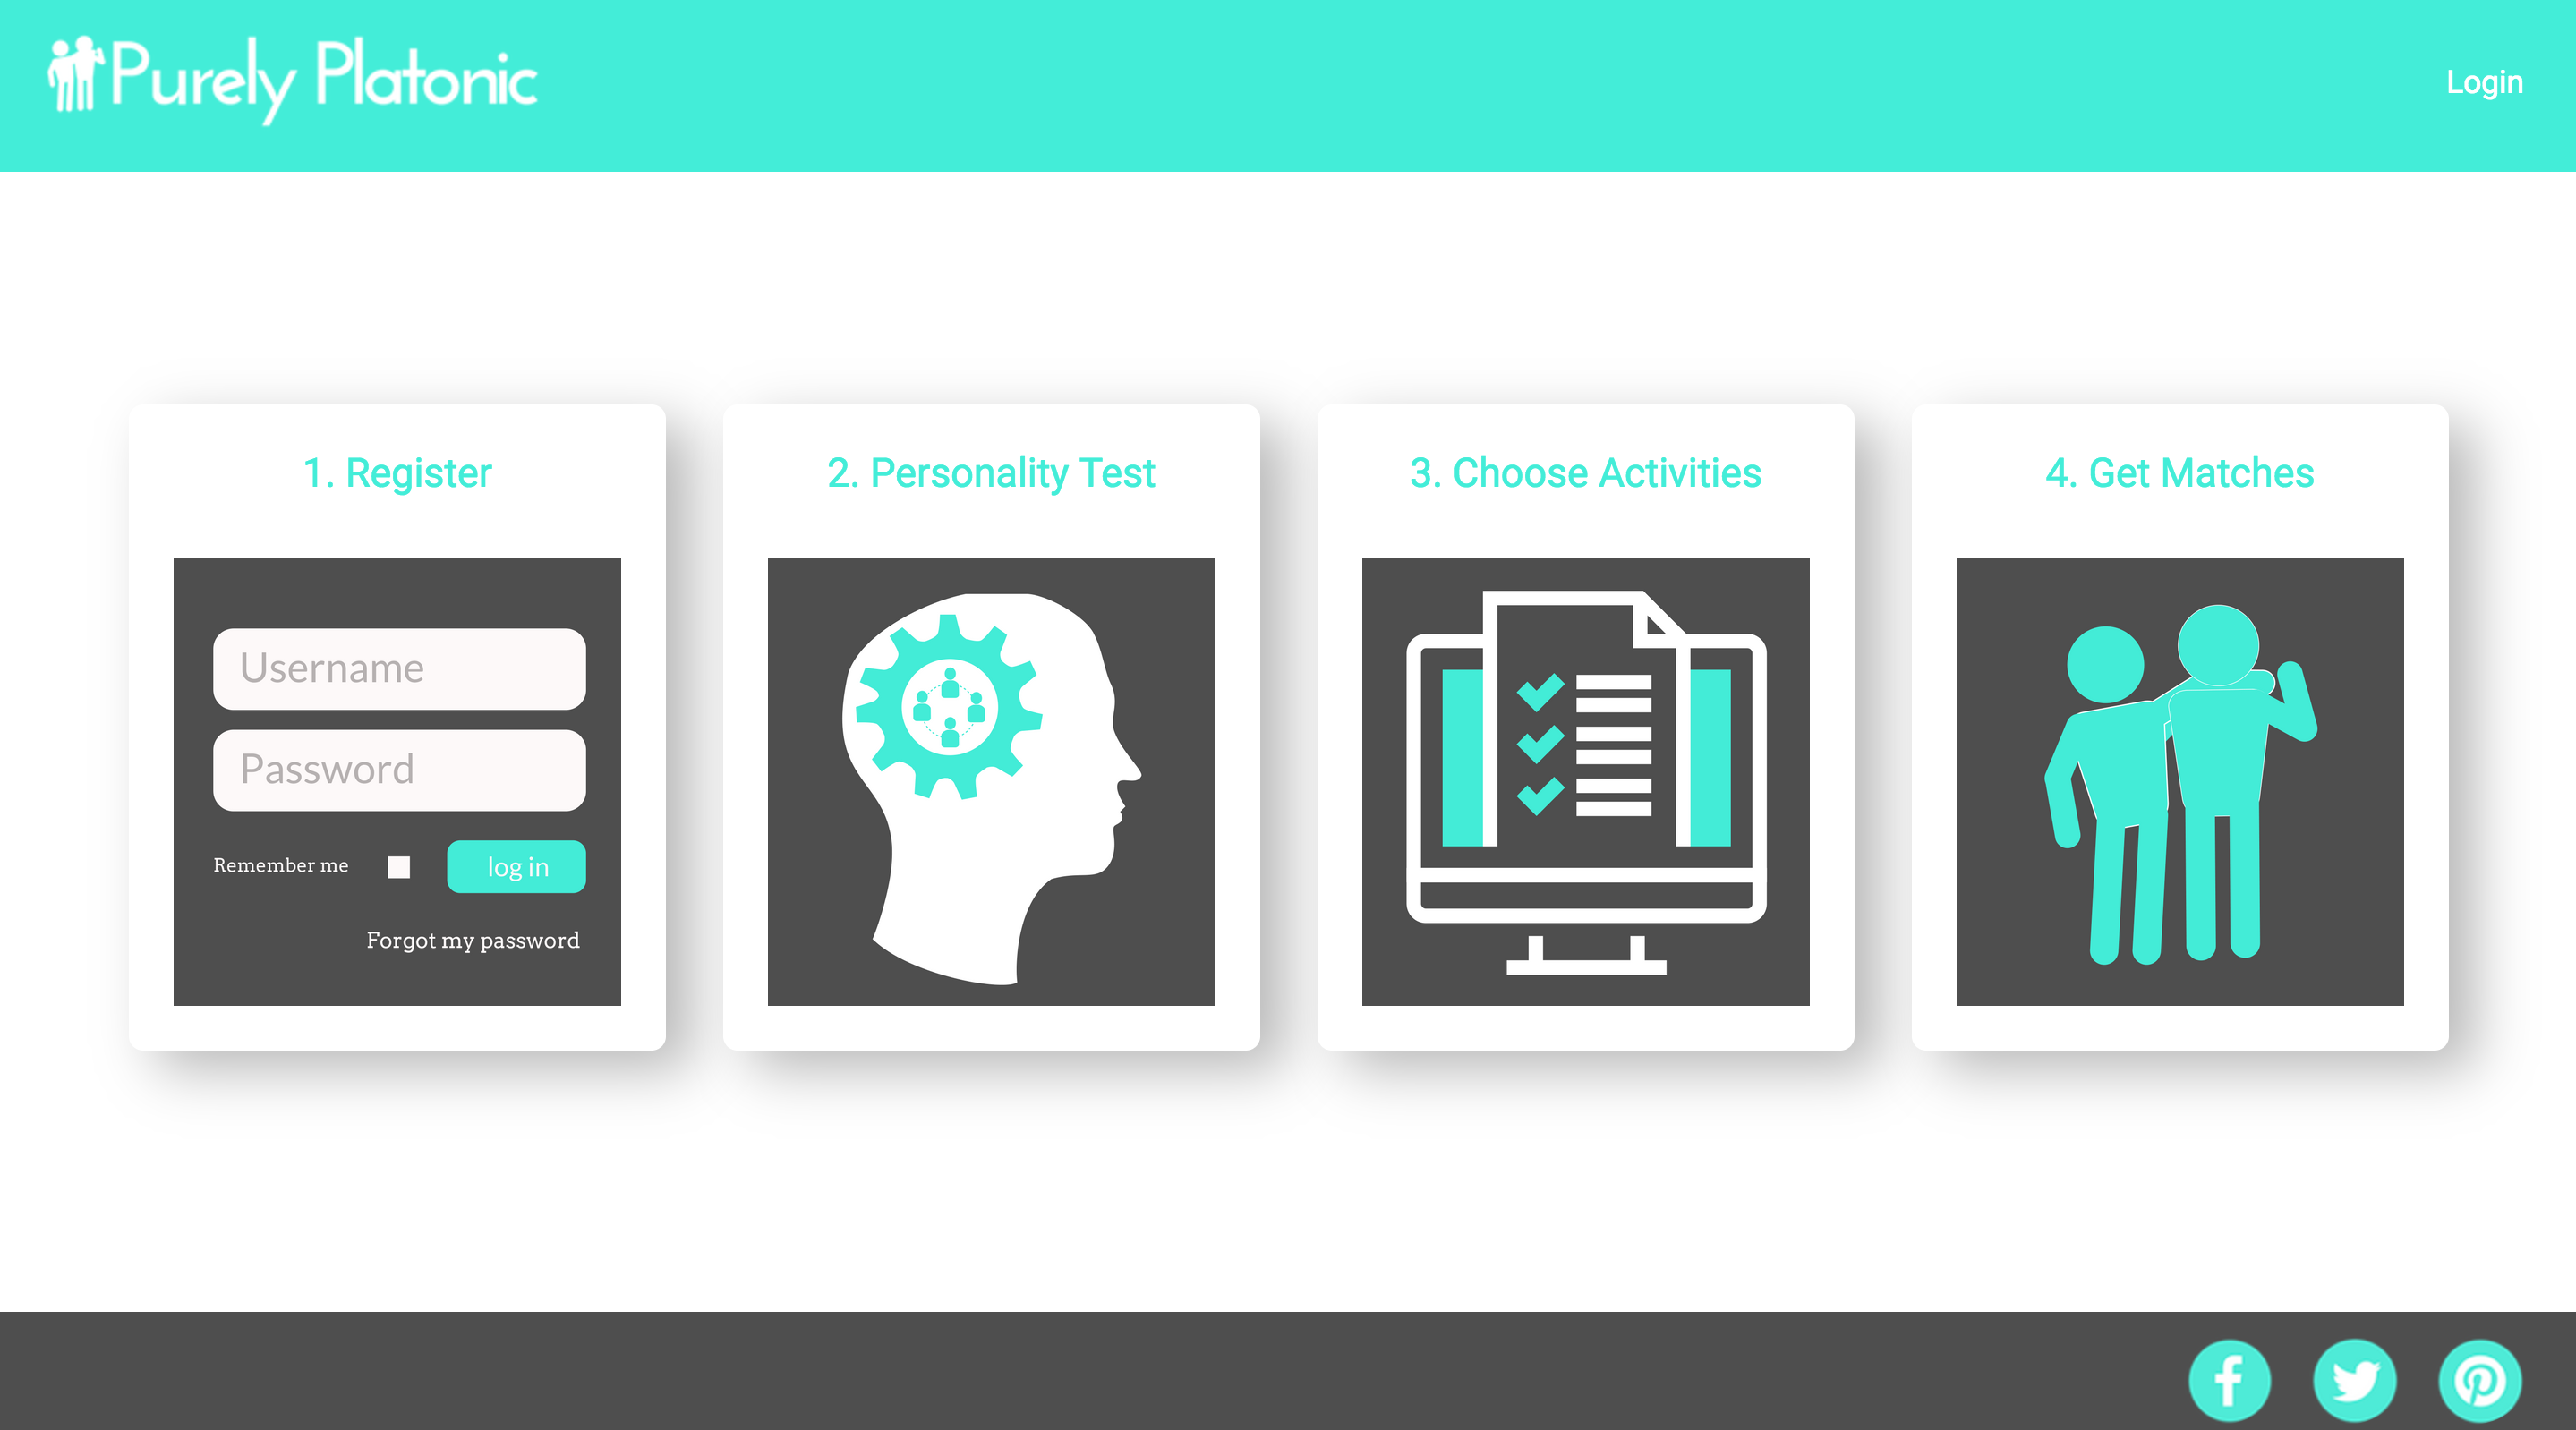 Purely Platonic
Login
1. Register
2. Personality Test
3. Choose Activities
4. Get Matches
Username
Password
Remember me
log in
Forgot my password